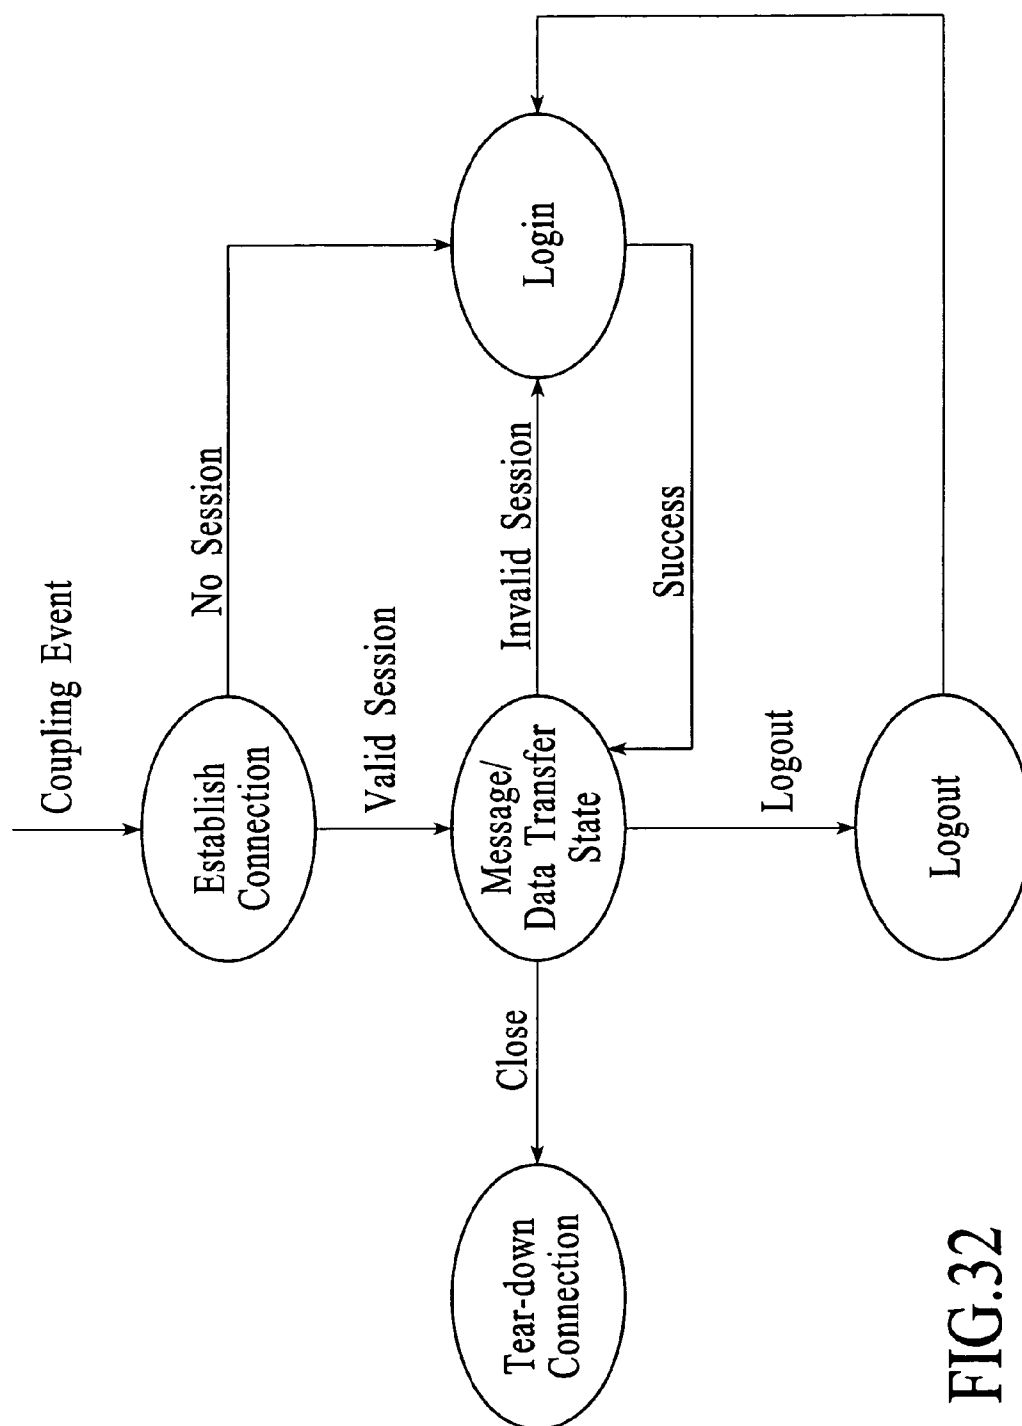 Coupling Event
Establish
Connection
No Session
Valid Session
Tear-down
Connection
Close
Message/
Data Transfer
State
Invalid Session
Login
Success
Logout
Logout
FIG.32